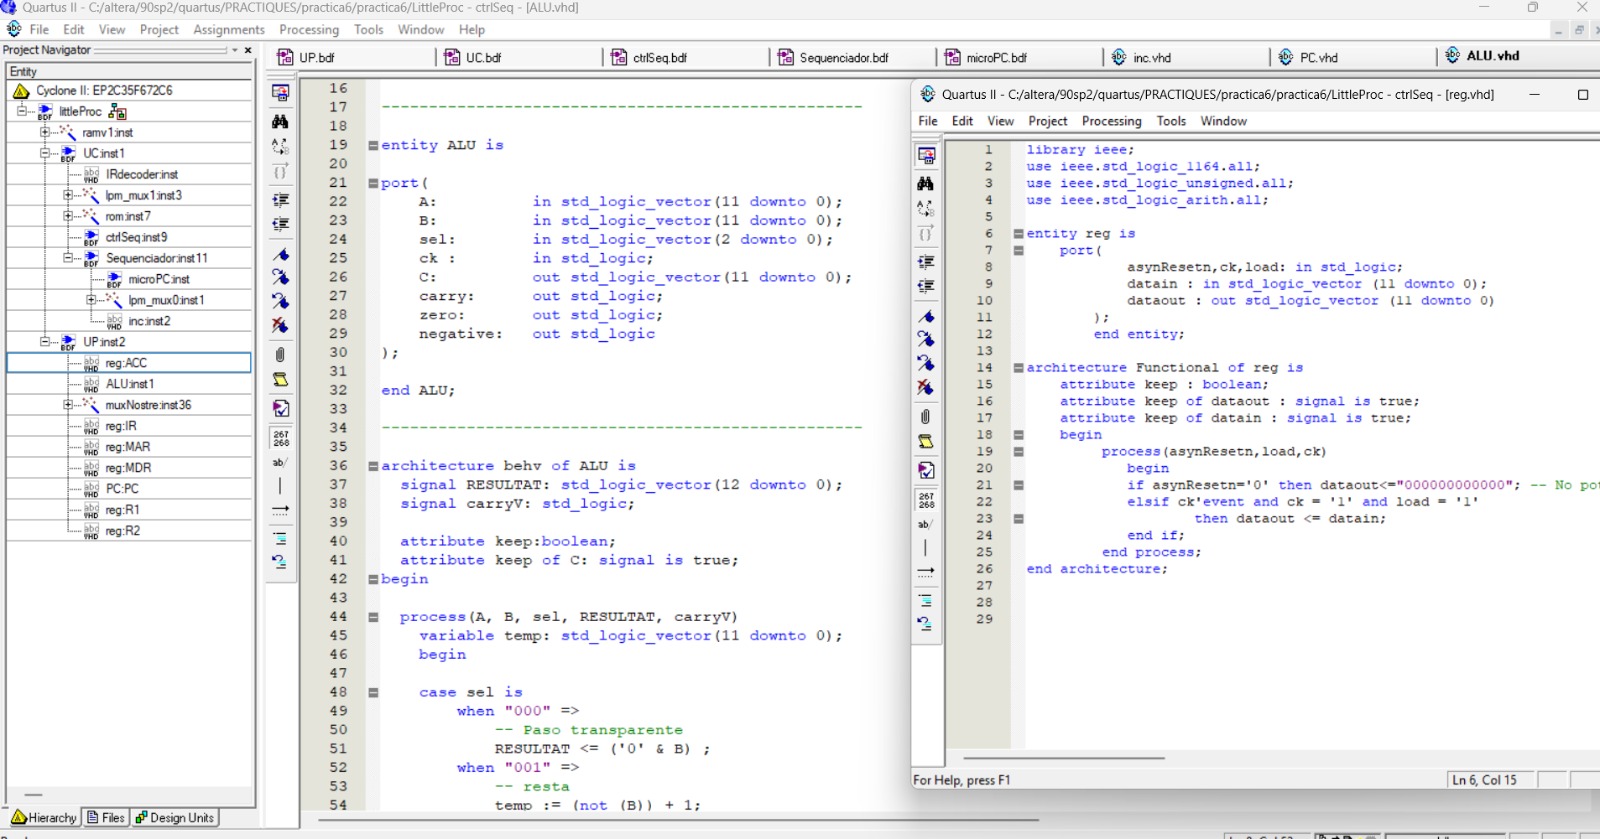 Quartus II - C:/altera/90sp2/quartus/PRACTIQUES/practica6/practica6/LittleProc - ctrlSeq - [ALU.vhd]
File Edit View Project Assignments Processing Tools Window Help
Project Navigator
Entity
Cyclone II: EP2C35F672C6
littleProc
ramv1:inst
UC:inst1
IRdecoder:inst
lpm_mux1:inst3
rom:inst7
ctrlSeq:inst9
Sequenciador:inst11
microPC:inst
lpm_mux0:inst1
inc:inst2
UP:inst2
reg:ACC
ALU:inst1
muxNostre:inst36
reg:IR
reg:MAR
reg:MDR
PC:PC
reg:R1
reg:R2
Hierarchy Files Design Units
UP.bdf UC.bdf ctrlSeq.bdf Sequenciador.bdf microPC.bdf inc.vhd PC.vhd ALU.vhd
16
17 ---------------------------------------------------
18
19 entity ALU is
20
21 port(
22 A: in std_logic_vector(11 downto 0);
23 B: in std_logic_vector(11 downto 0);
24 sel: in std_logic_vector(2 downto 0);
25 ck : in std_logic;
26 C: out std_logic_vector(11 downto 0);
27 carry: out std_logic;
28 zero: out std_logic;
29 negative: out std_logic
30 );
31
32 end ALU;
33
34 ---------------------------------------------------
35
36 architecture behv of ALU is
37 signal RESULTAT: std_logic_vector(12 downto 0);
38 signal carryV: std_logic;
39
40 attribute keep:boolean;
41 attribute keep of C: signal is true;
42 begin
43
44 process(A, B, sel, RESULTAT, carryV)
45 variable temp: std_logic_vector(11 downto 0);
46 begin
47
48 case sel is
49 when "000" =>
50 -- Paso transparente
51 RESULTAT <= ('0' & B) ;
52 when "001" =>
53 -- resta
54 temp := (not (B)) + 1;
Quartus II - C:/altera/90sp2/quartus/PRACTIQUES/practica6/practica6/LittleProc - ctrlSeq - [reg.vhd]
File Edit View Project Processing Tools Window
1 library ieee;
2 use ieee.std_logic_1164.all;
3 use ieee.std_logic_unsigned.all;
4 use ieee.std_logic_arith.all;
5
6 entity reg is
7 port(
8 asynResetn,ck,load: in std_logic;
9 datain : in std_logic_vector (11 downto 0);
10 dataout : out std_logic_vector (11 downto 0)
11 );
12 end entity;
13
14 architecture Functional of reg is
15 attribute keep : boolean;
16 attribute keep of dataout : signal is true;
17 attribute keep of datain : signal is true;
18 begin
19 process(asynResetn,load,ck)
20 begin
21 if asynResetn='0' then dataout<="000000000000"; -- No po
22 elsif ck'event and ck = '1' and load = '1'
23 then dataout <= datain;
24 end if;
25 end process;
26 end architecture;
27
28
29
For Help, press F1
Ln 6, Col 15
267
268
ab/
267
268
ab/